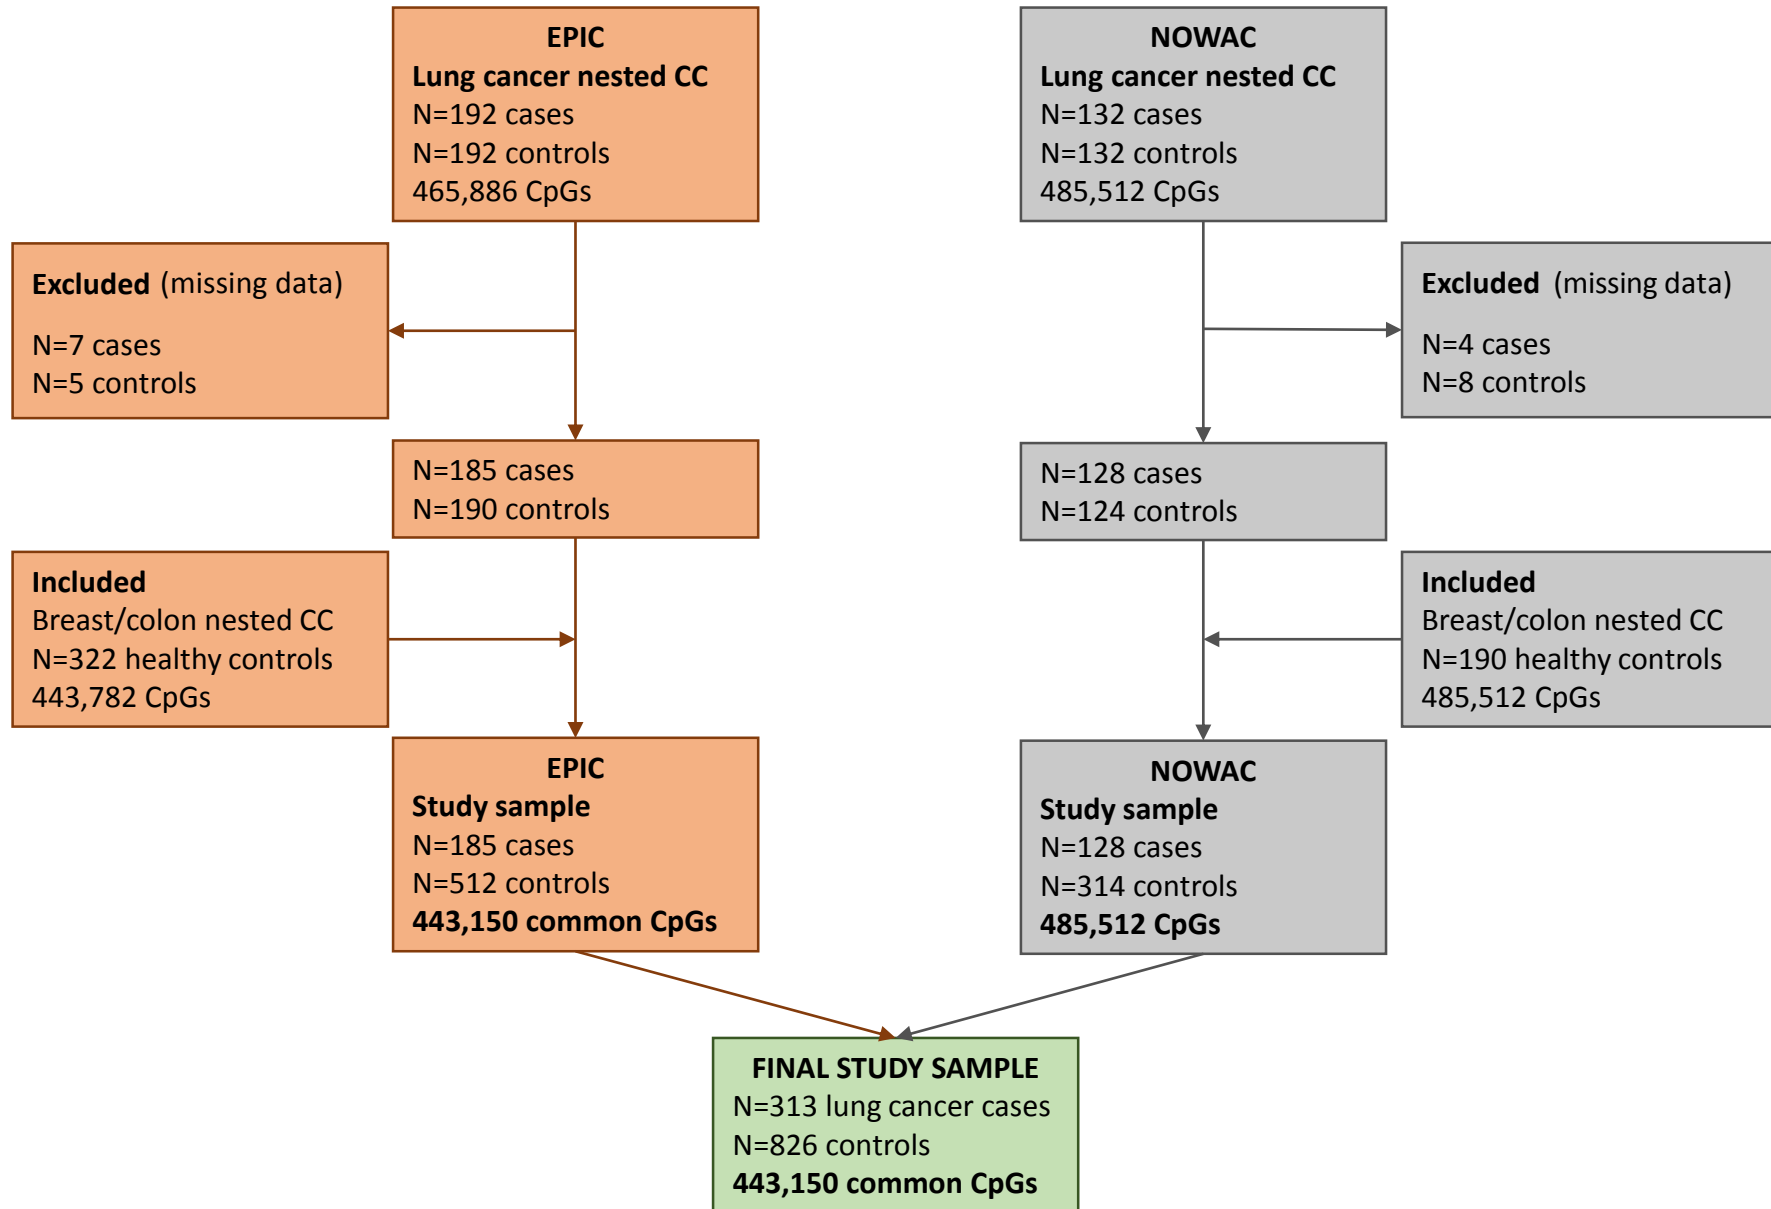 EPIC
Lung cancer nested CC
N=192 cases
N=192 controls
465,886 CpGs
NOWAC
Lung cancer nested CC
N=132 cases
N=132 controls
485,512 CpGs
Excluded (missing data)
N=7 cases
N=5 controls
Excluded (missing data)
N=4 cases
N=8 controls
N=185 cases
N=190 controls
N=128 cases
N=124 controls
Included
Breast/colon nested CC
N=322 healthy controls
443,782 CpGs
Included
Breast/colon nested CC
N=190 healthy controls
485,512 CpGs
EPIC
Study sample
N=185 cases
N=512 controls
443,150 common CpGs
NOWAC
Study sample
N=128 cases
N=314 controls
485,512 CpGs
FINAL STUDY SAMPLE
N=313 lung cancer cases
N=826 controls
443,150 common CpGs